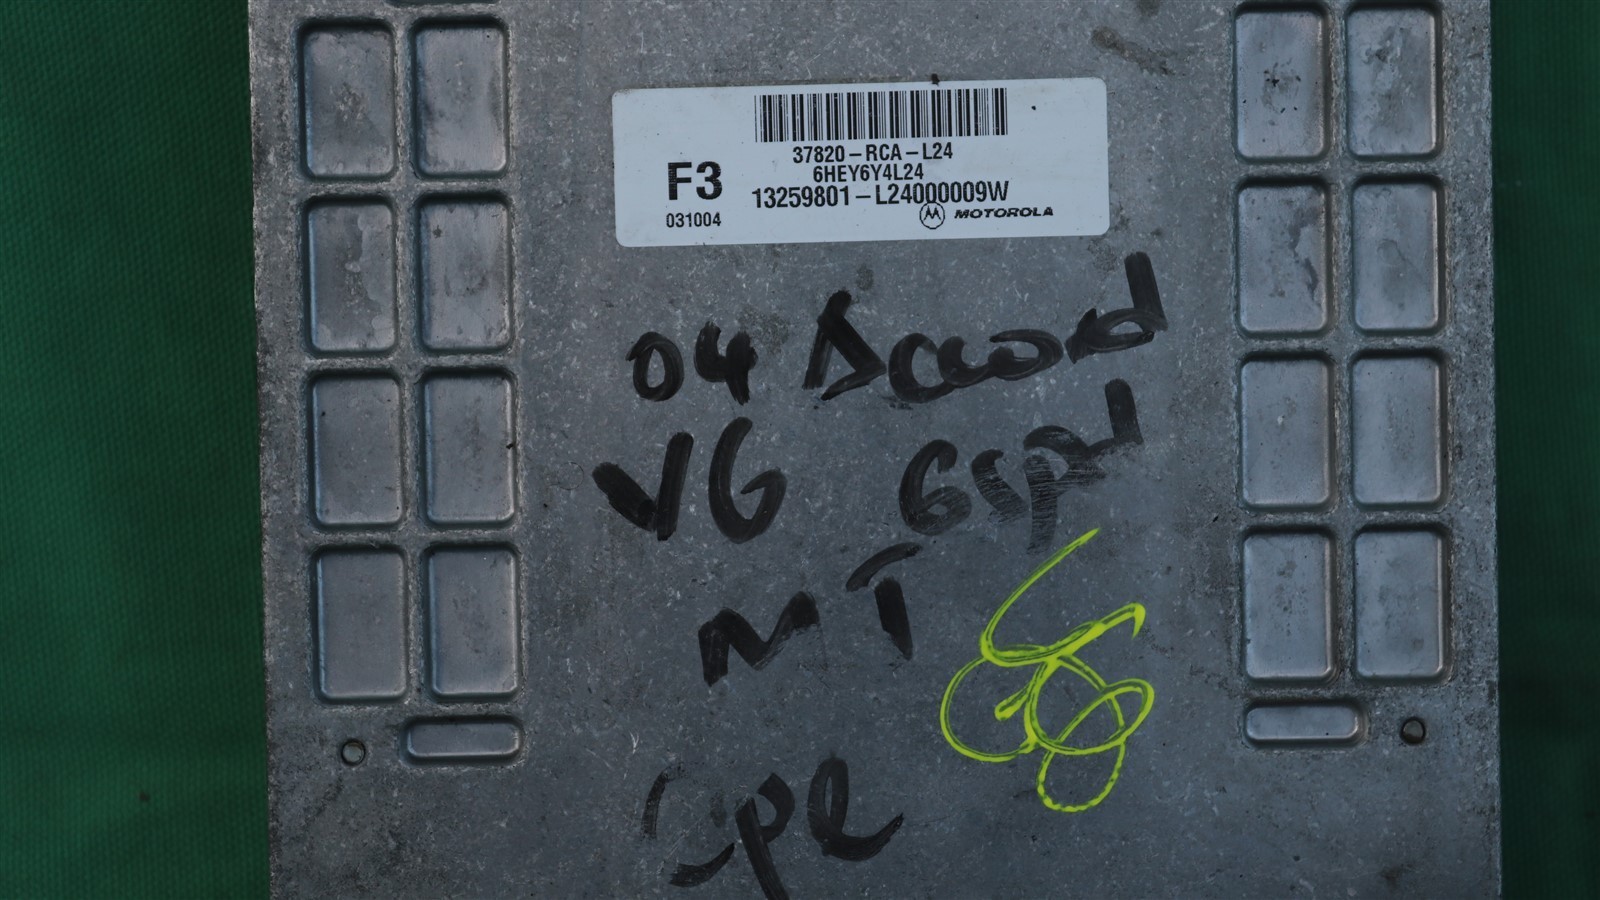 37820-RCA-L24
6HEY6Y4L24
F3 13259801-L24000009W
031004 MOTOROLA
04 Accord
V6 6spd
MT
Cpe